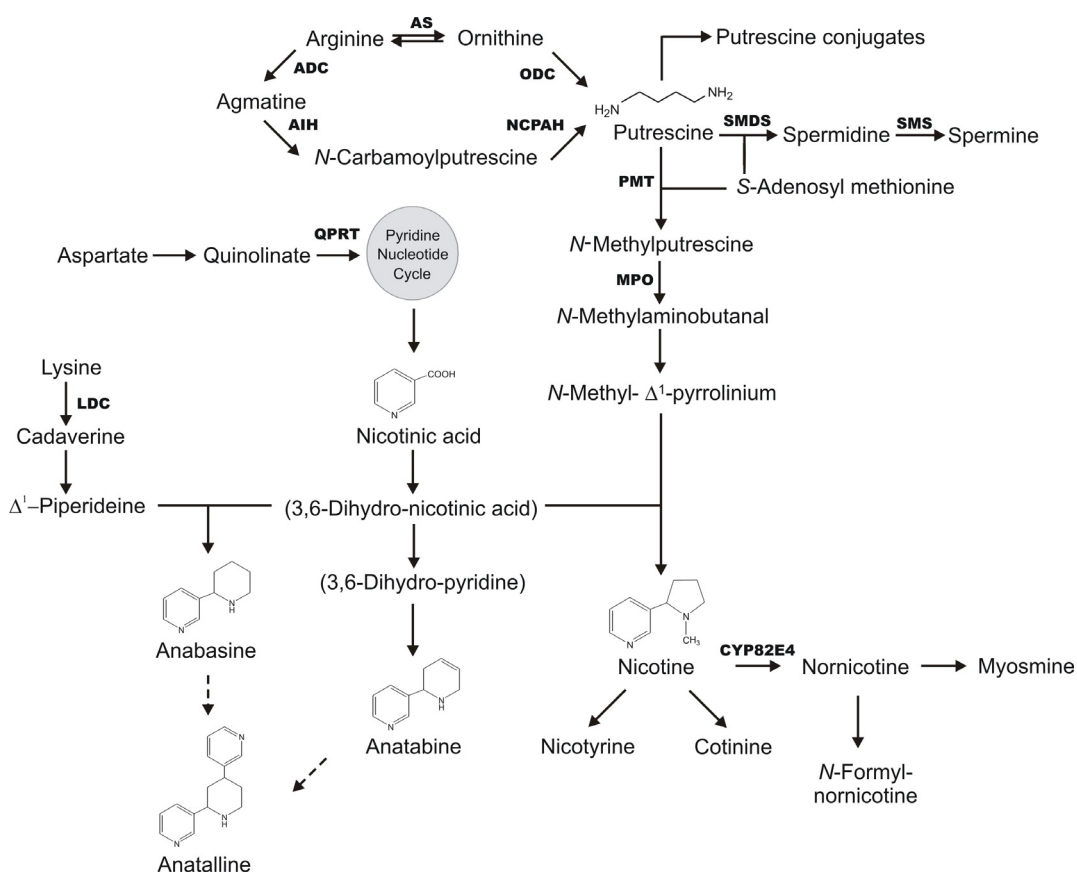 AS
Arginine
Ornithine
Putrescine conjugates
ADC
ODC
Agmatine
H₂N
NH₂
AIH
NCPAH
Putrescine
SMDS
Spermidine
SMS
Spermine
N-Carbamoylputrescine
PMT
S-Adenosyl methionine
Aspartate
Quinolinate
QPRT
Pyridine
Nucleotide
Cycle
N-Methylputrescine
MPO
N-Methylaminobutanal
Lysine
LDC
Cadaverine
COOH
N
Nicotinic acid
N-Methyl- Δ¹-pyrrolinium
Δ¹–Piperideine
(3,6-Dihydro-nicotinic acid)
(3,6-Dihydro-pyridine)
N
H
N
Anabasine
N
H
N
Anatabine
N
CH₃
N
Nicotine
CYP82E4
Nornicotine
Myosmine
Nicotyrine
Cotinine
N-Formyl-
nornicotine
N
N
H
N
Anatalline